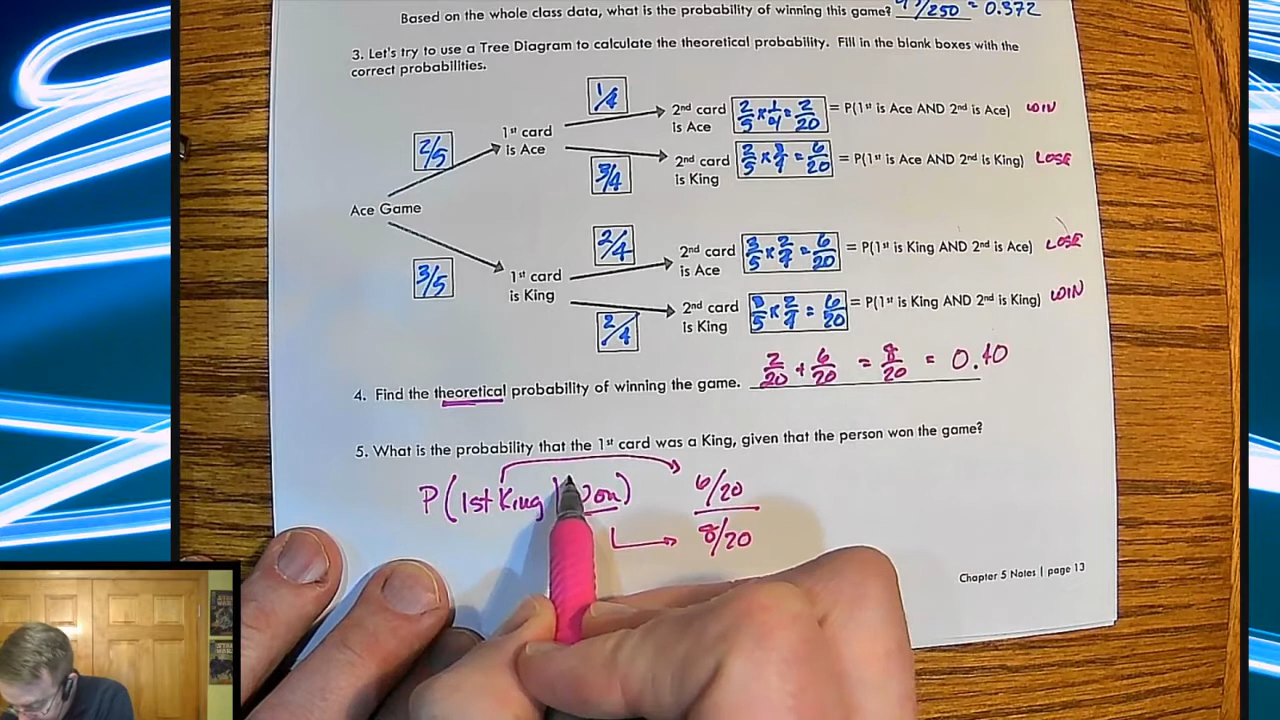 Based on the whole class data, what is the probability of winning this game? /250 = 0.372
3. Let's try to use a Tree Diagram to calculate the theoretical probability. Fill in the blank boxes with the
correct probabilities.
1/4
2nd card is Ace 2/5 x 1/4 = 2/20 = P(1st is Ace AND 2nd is Ace) WIN
2/5
1st card is Ace
3/4
2nd card is King 2/5 x 3/4 = 6/20 = P(1st is Ace AND 2nd is King) LOSE
Ace Game
2/4
2nd card is Ace 3/5 x 2/4 = 6/20 = P(1st is King AND 2nd is Ace) LOSE
3/5
1st card is King
2/4
2nd card is King 3/5 x 2/4 = 6/20 = P(1st is King AND 2nd is King) WIN
4. Find the theoretical probability of winning the game. 2/20 + 6/20 = 8/20 = 0.40
5. What is the probability that the 1st card was a King, given that the person won the game?
P(1st King | Won) 6/20
8/20
Chapter 5 Notes | page 13